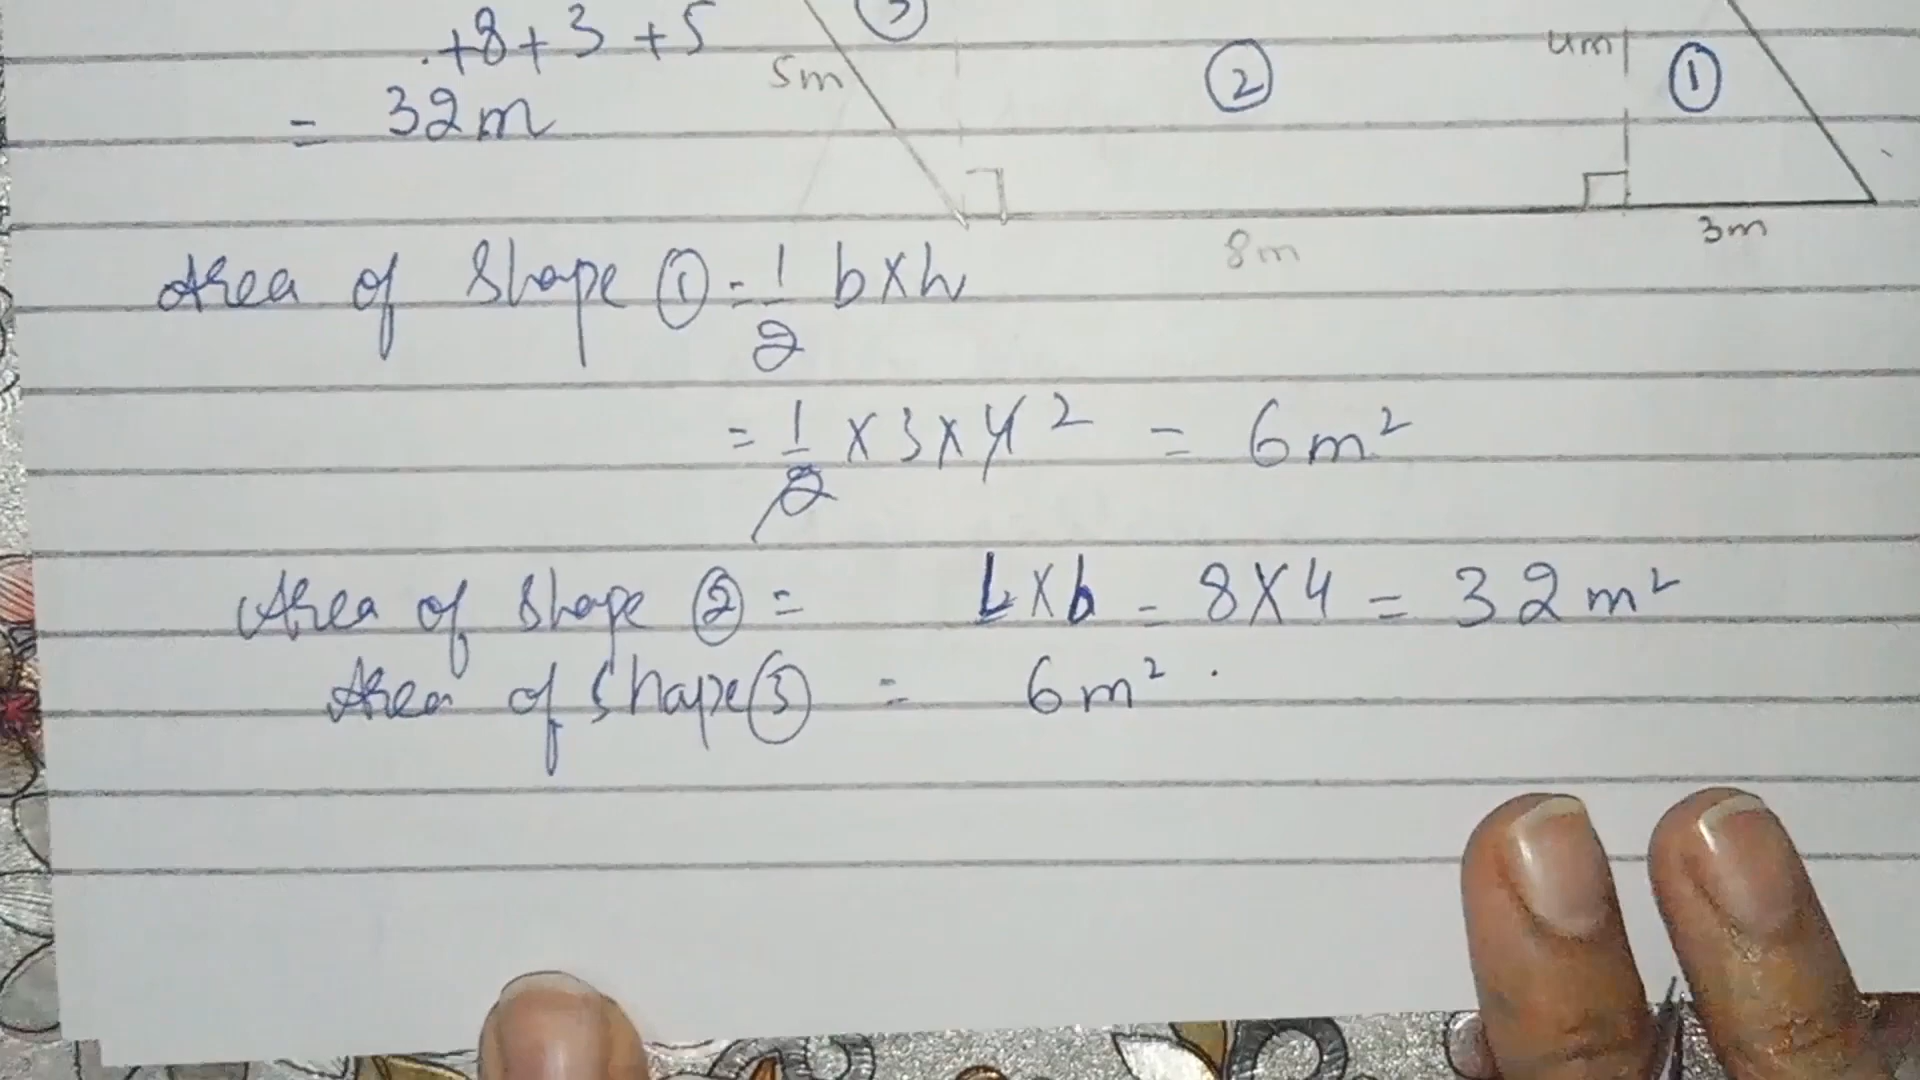 .+8+3+5
= 32m
5m
3
2
4m
1
8m
3m
Area of Shape ① = 1/2 b×h
= 1/2 × 3 × 4 2 = 6m²
Area of Shape ② = L×b = 8×4 = 32m²
Area of Shape ③ = 6m².